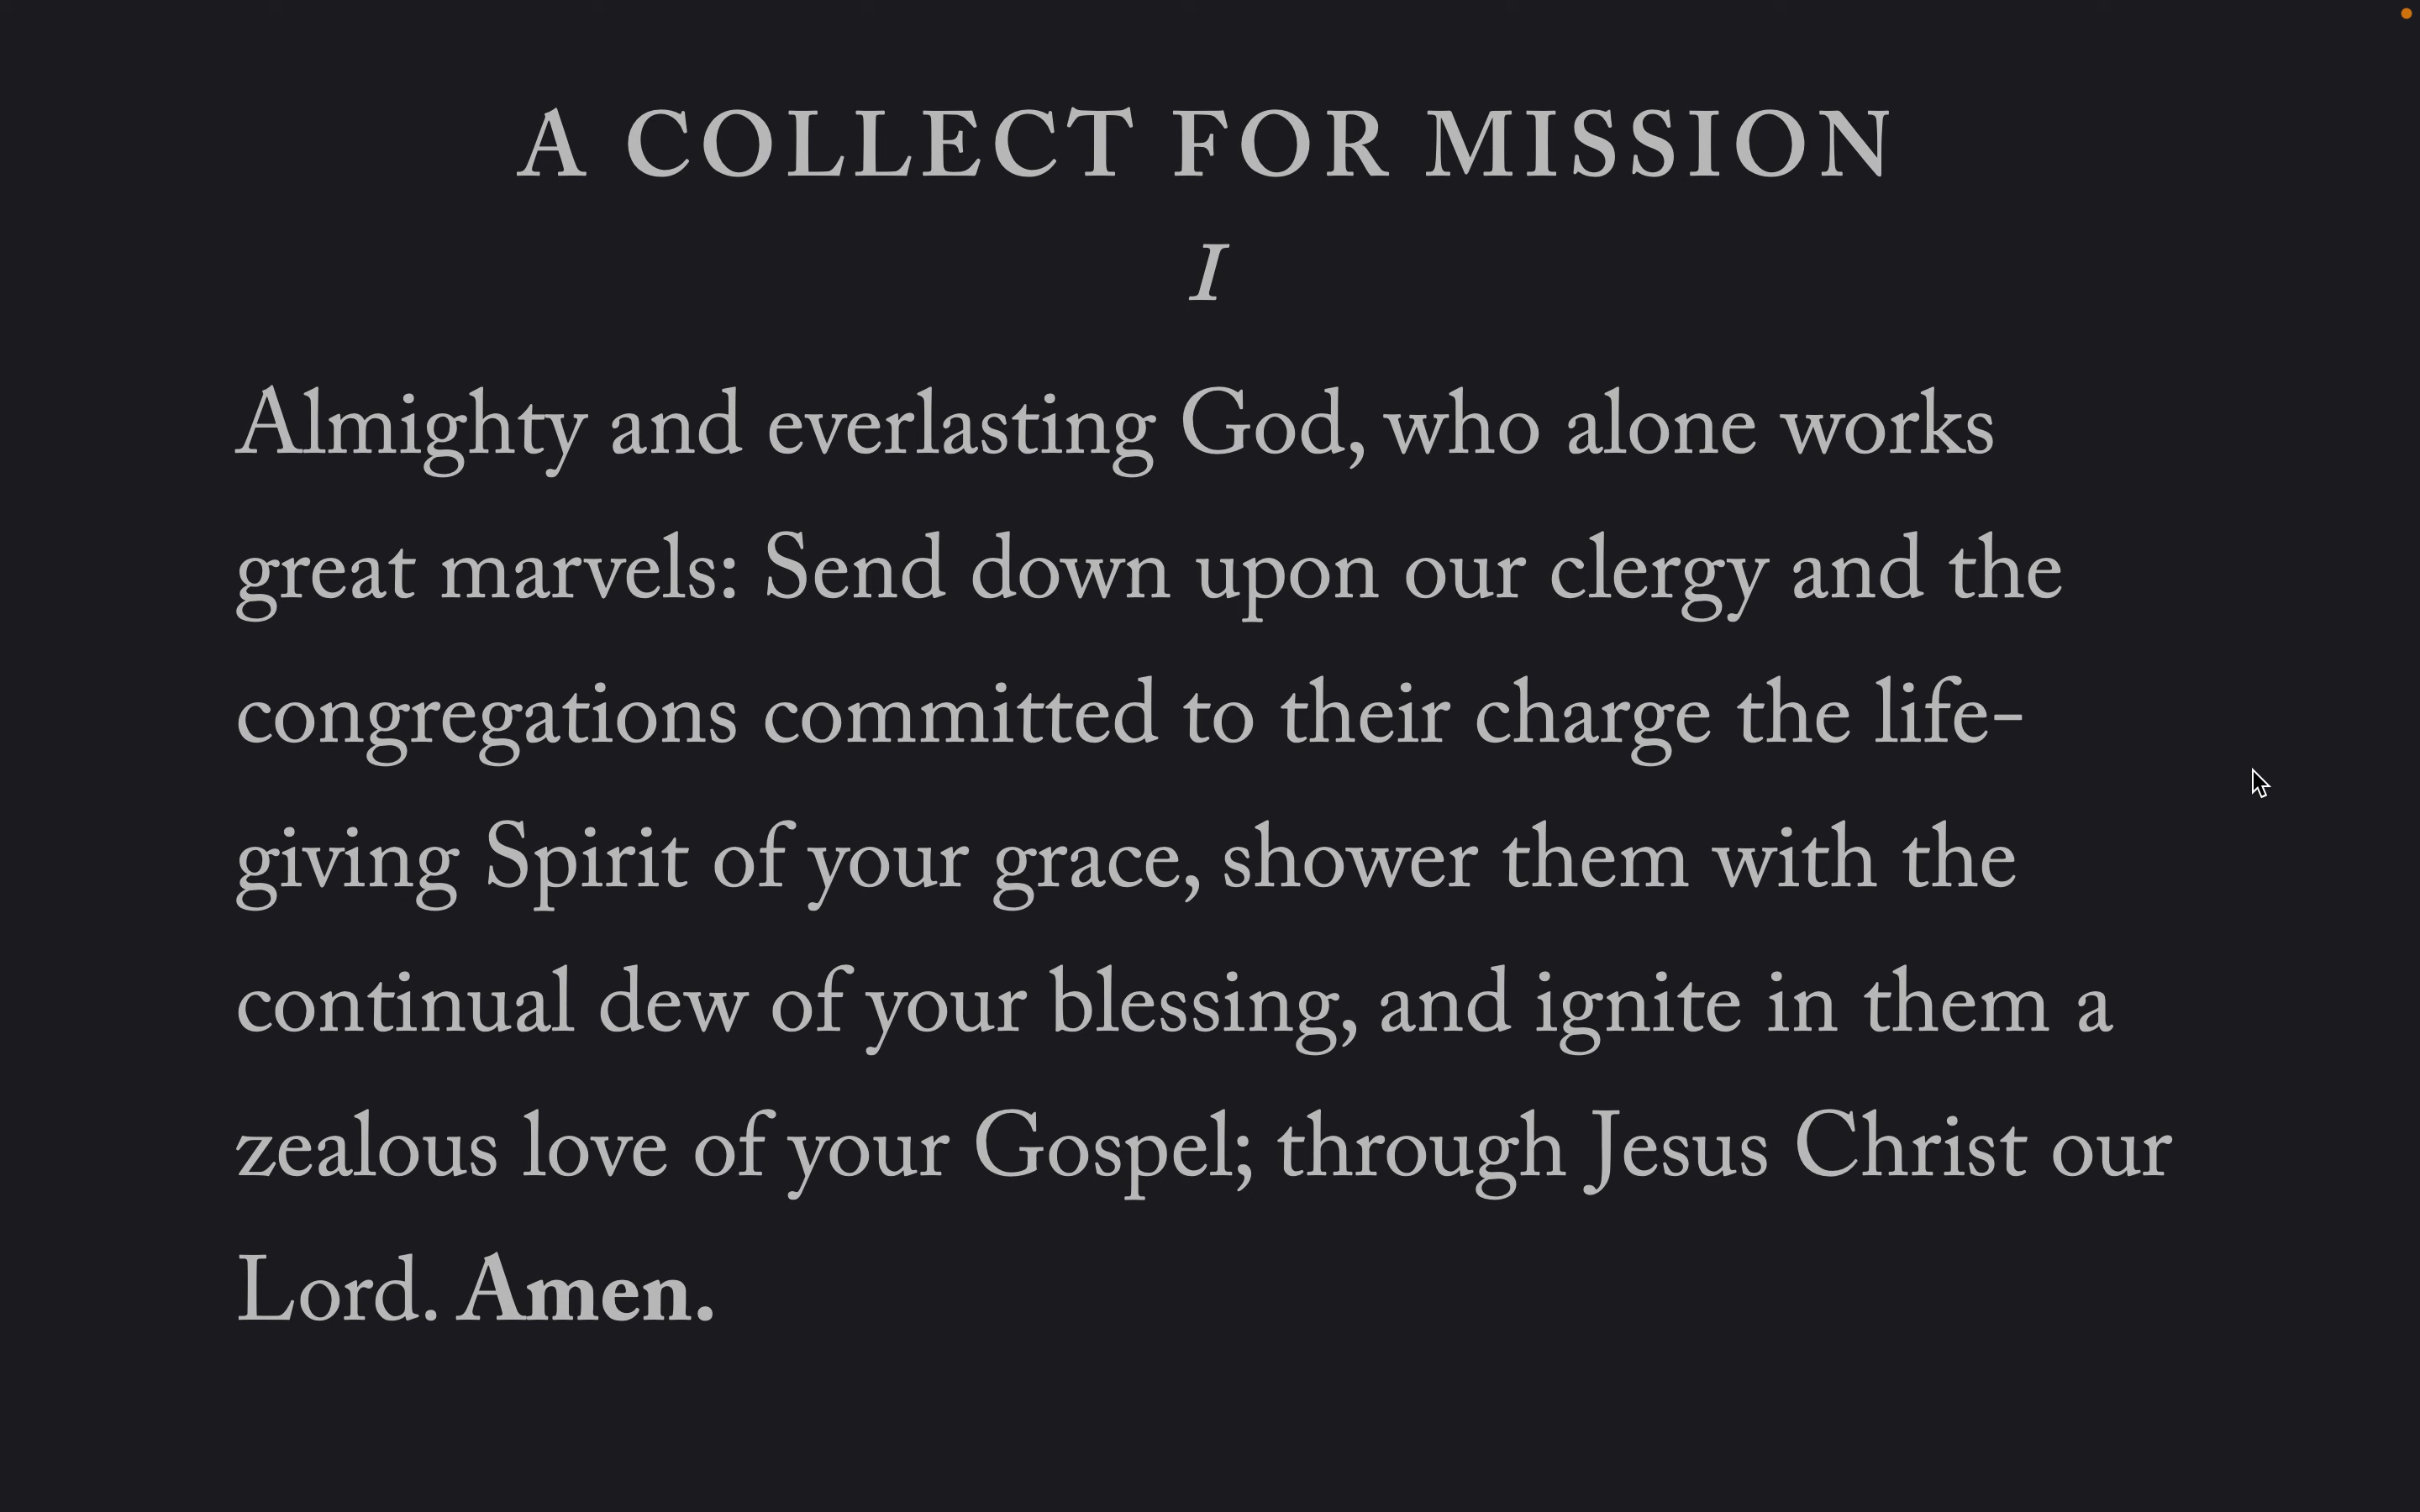 A COLLECT FOR MISSION
I
Almighty and everlasting God, who alone works
great marvels: Send down upon our clergy and the
congregations committed to their charge the life-
giving Spirit of your grace, shower them with the
continual dew of your blessing, and ignite in them a
zealous love of your Gospel; through Jesus Christ our
Lord. Amen.